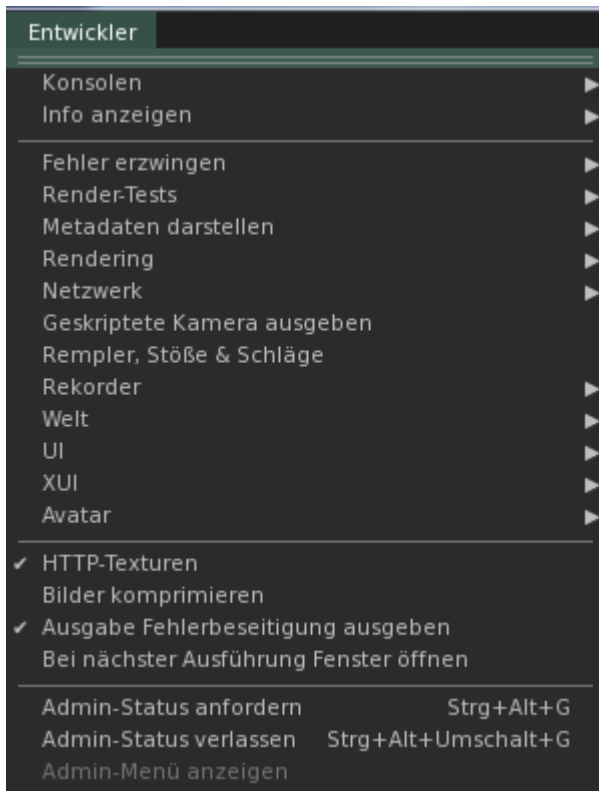 Entwickler
Konsolen
Info anzeigen
Fehler erzwingen
Render-Tests
Metadaten darstellen
Rendering
Netzwerk
Geskriptete Kamera ausgeben
Rempler, Stöße & Schläge
Rekorder
Welt
UI
XUI
Avatar
HTTP-Texturen
Bilder komprimieren
Ausgabe Fehlerbeseitigung ausgeben
Bei nächster Ausführung Fenster öffnen
Admin-Status anfordern Strg+Alt+G
Admin-Status verlassen Strg+Alt+Umschalt+G
Admin-Menü anzeigen